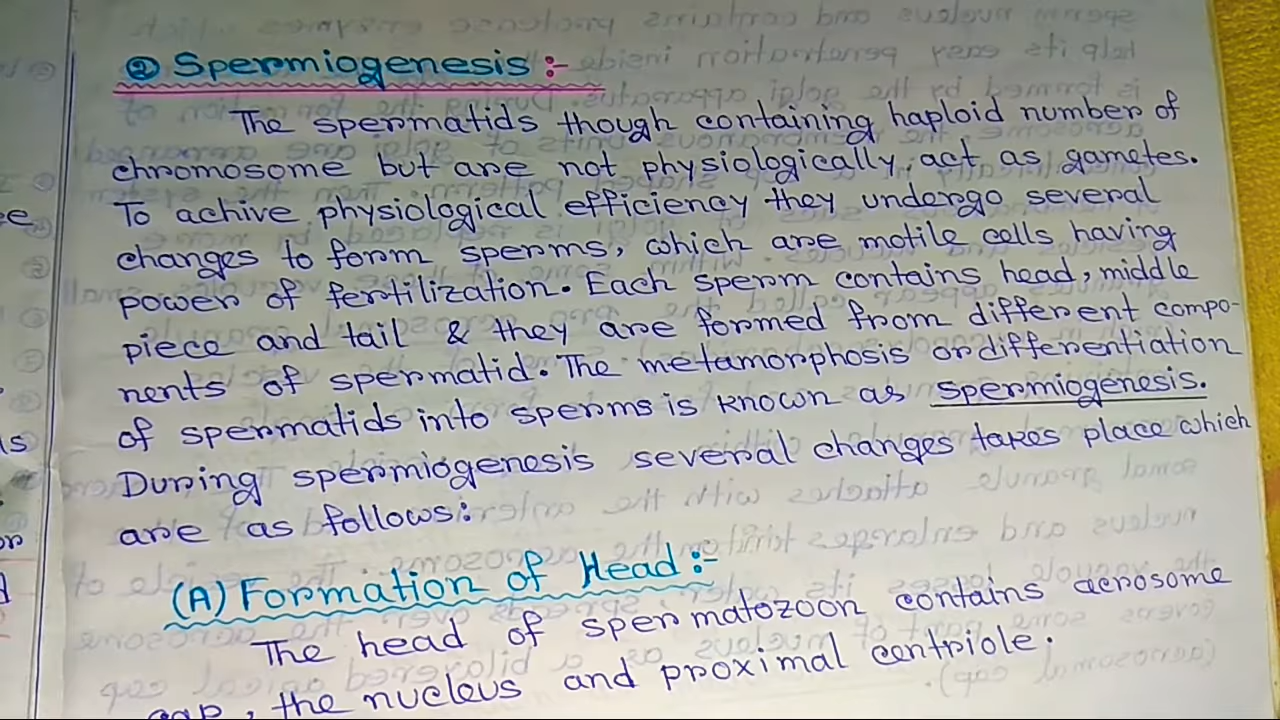 ② Spermiogenesis :-
The spermatids though containing haploid number of
chromosome but are not physiologically act as gametes.
To achive physiological efficiency they undergo several
changes to form sperms, which are motile cells having
power of fertilization. Each sperm contains head, middle
piece and tail & they are formed from different compo-
nents of spermatid. The metamorphosis or differentiation
of spermatids into sperms is known as Spermiogenesis.
During spermiogenesis several changes takes place which
are as follows:
(A) Formation of Head :-
The head of spermatozoon contains acrosome
cap, the nucleus and proximal centriole.